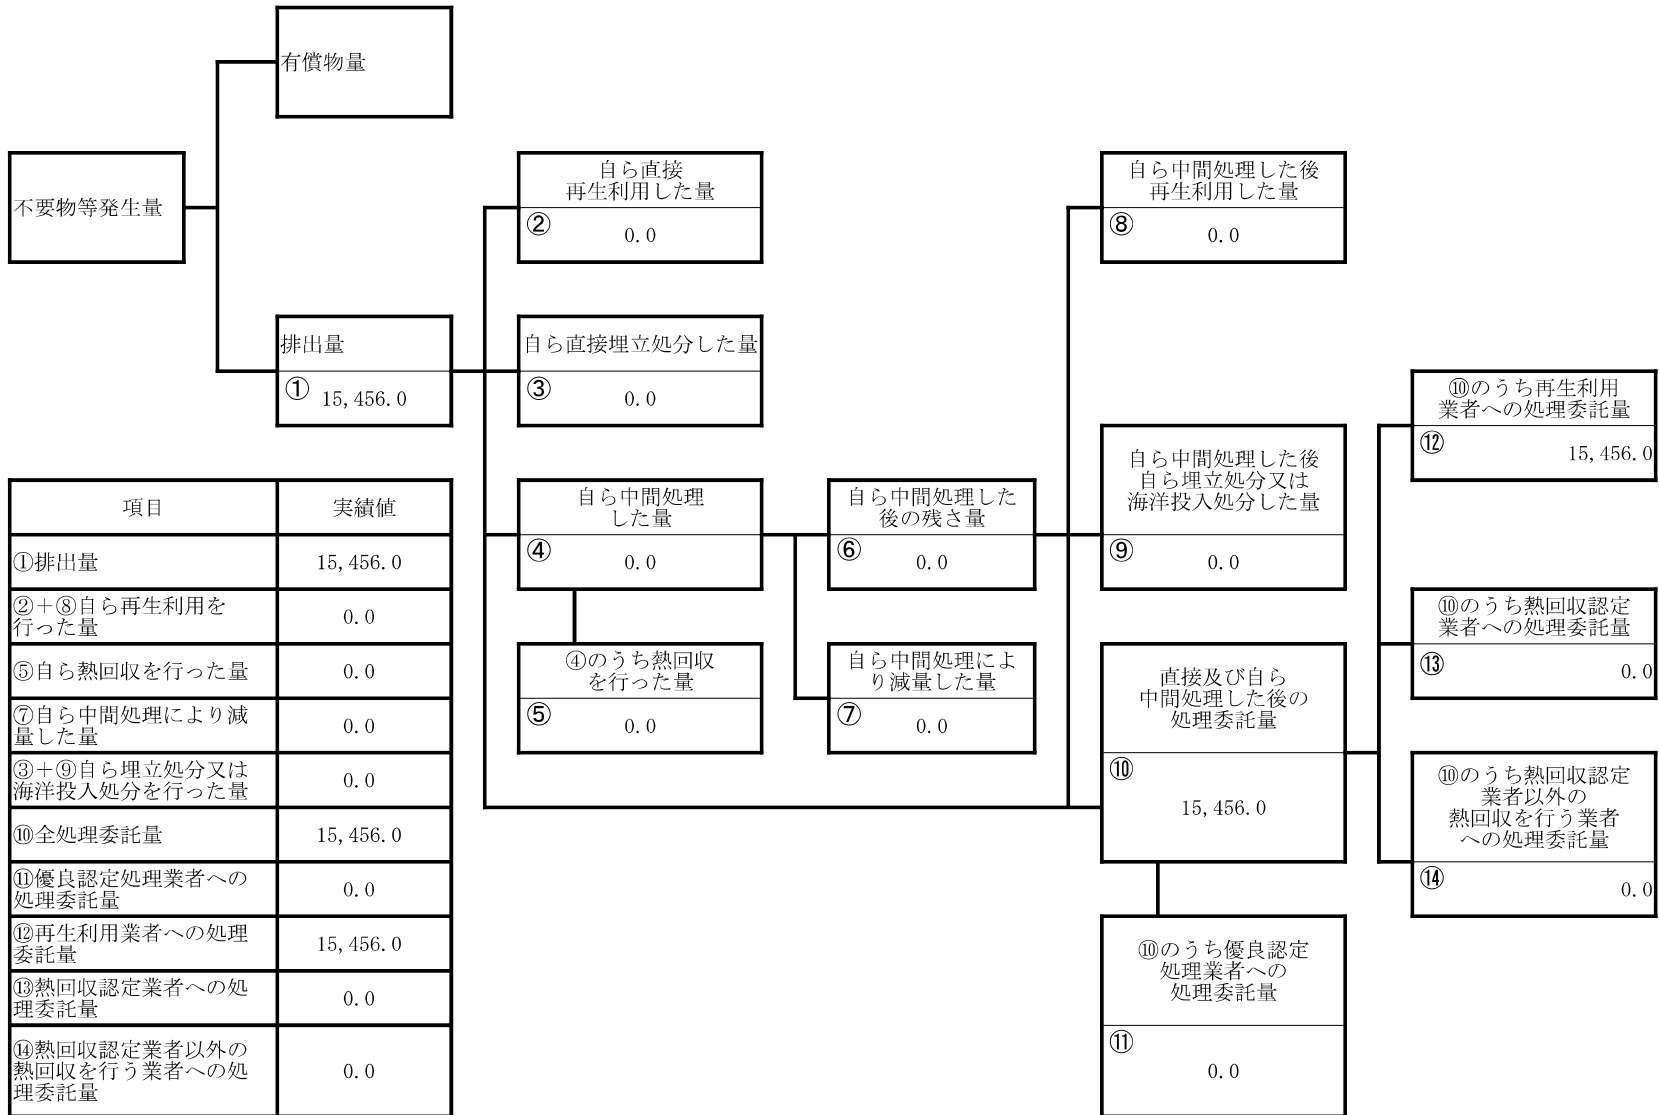 有償物量
不要物等発生量
排出量
① 15,456.0
自ら直接
再生利用した量
②
0.0
自ら直接埋立処分した量
③
0.0
自ら中間処理
した量
④
0.0
④のうち熱回収
を行った量
⑤
0.0
自ら中間処理した
後の残さ量
⑥
0.0
自ら中間処理によ
り減量した量
⑦
0.0
自ら中間処理した後
再生利用した量
⑧
0.0
自ら中間処理した後
自ら埋立処分又は
海洋投入処分した量
⑨
0.0
直接及び自ら
中間処理した後の
処理委託量
⑩
15,456.0
⑩のうち優良認定
処理業者への
処理委託量
⑪
0.0
⑩のうち再生利用
業者への処理委託量
⑫
15,456.0
⑩のうち熱回収認定
業者への処理委託量
⑬
0.0
⑩のうち熱回収認定
業者以外の
熱回収を行う業者
への処理委託量
⑭
0.0
項目 実績値
①排出量 15,456.0
②＋⑧自ら再生利用を
行った量 0.0
⑤自ら熱回収を行った量 0.0
⑦自ら中間処理により減
量した量 0.0
③＋⑨自ら埋立処分又は
海洋投入処分を行った量 0.0
⑩全処理委託量 15,456.0
⑪優良認定処理業者への
処理委託量 0.0
⑫再生利用業者への処理
委託量 15,456.0
⑬熱回収認定業者への処
理委託量 0.0
⑭熱回収認定業者以外の
熱回収を行う業者への処
理委託量 0.0